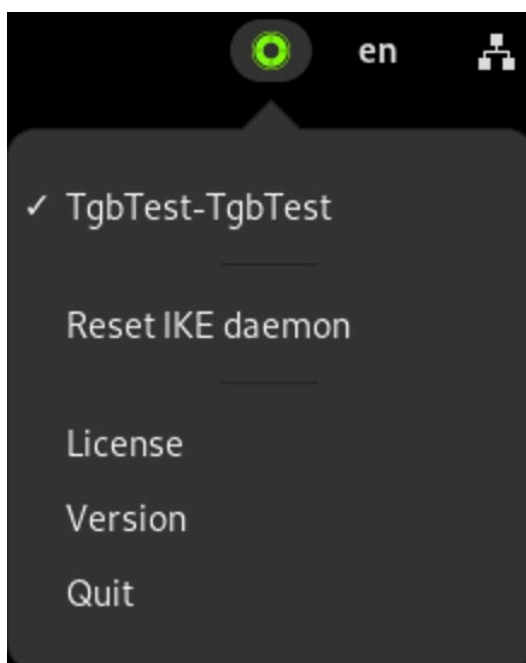 en
✓ TgbTest-TgbTest
Reset IKE daemon
License
Version
Quit